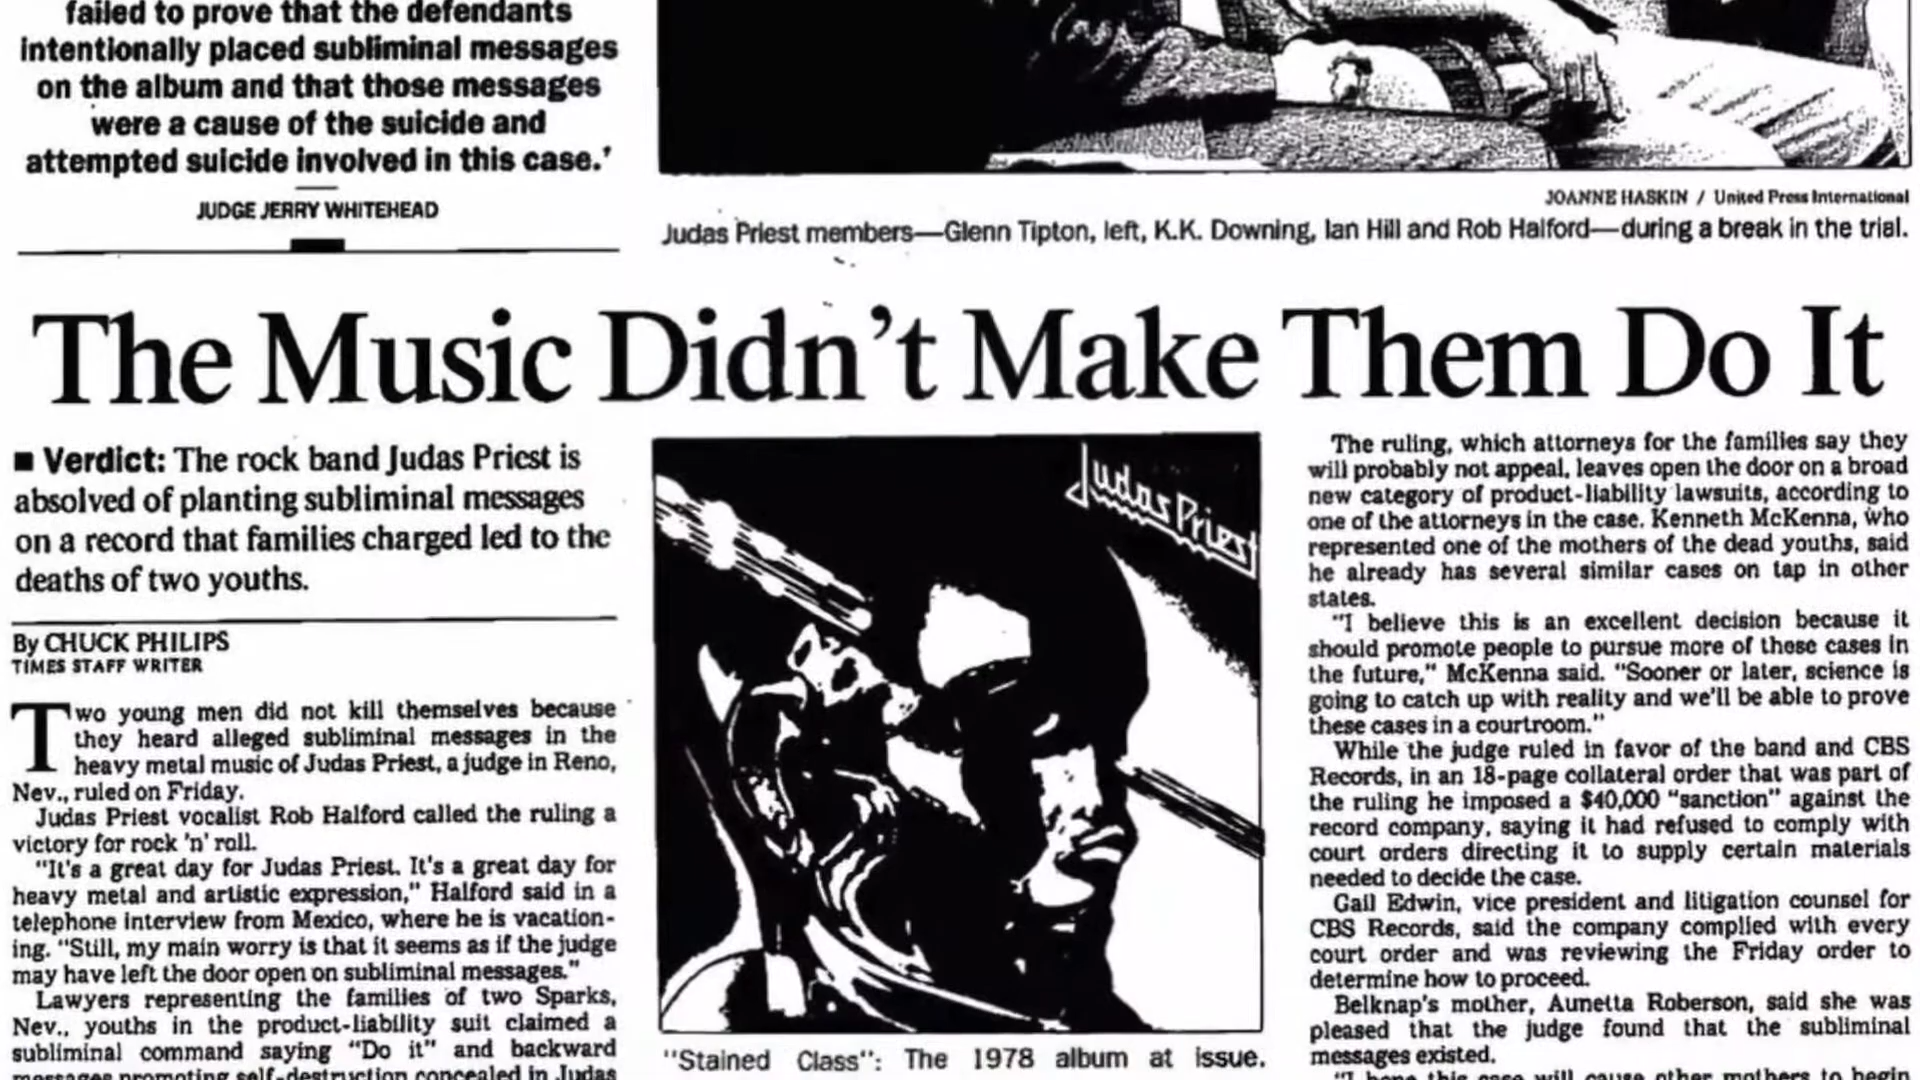 failed to prove that the defendants
intentionally placed subliminal messages
on the album and that those messages
were a cause of the suicide and
attempted suicide involved in this case.'
JUDGE JERRY WHITEHEAD
JOANNE HASKIN / United Press International
Judas Priest members—Glenn Tipton, left, K.K. Downing, Ian Hill and Rob Halford—during a break in the trial.
The Music Didn't Make Them Do It
■ Verdict: The rock band Judas Priest is
absolved of planting subliminal messages
on a record that families charged led to the
deaths of two youths.
By CHUCK PHILIPS
TIMES STAFF WRITER
Two young men did not kill themselves because
they heard alleged subliminal messages in the
heavy metal music of Judas Priest, a judge in Reno,
Nev., ruled on Friday.
Judas Priest vocalist Rob Halford called the ruling a
victory for rock 'n' roll.
"It's a great day for Judas Priest. It's a great day for
heavy metal and artistic expression," Halford said in a
telephone interview from Mexico, where he is vacation-
ing. "Still, my main worry is that it seems as if the judge
may have left the door open on subliminal messages."
Lawyers representing the families of two Sparks,
Nev., youths in the product-liability suit claimed a
subliminal command saying "Do it" and backward
messages promoting self-destruction concealed in Judas
Judas Priest
"Stained Class": The 1978 album at issue.
The ruling, which attorneys for the families say they
will probably not appeal, leaves open the door on a broad
new category of product-liability lawsuits, according to
one of the attorneys in the case. Kenneth McKenna, who
represented one of the mothers of the dead youths, said
he already has several similar cases on tap in other
states.
"I believe this is an excellent decision because it
should promote people to pursue more of these cases in
the future," McKenna said. "Sooner or later, science is
going to catch up with reality and we'll be able to prove
these cases in a courtroom."
While the judge ruled in favor of the band and CBS
Records, in an 18-page collateral order that was part of
the ruling he imposed a $40,000 "sanction" against the
record company, saying it had refused to comply with
court orders directing it to supply certain materials
needed to decide the case.
Gail Edwin, vice president and litigation counsel for
CBS Records, said the company complied with every
court order and was reviewing the Friday order to
determine how to proceed.
Belknap's mother, Aunetta Roberson, said she was
pleased that the judge found that the subliminal
messages existed.
"I hope this case will cause other mothers to begin